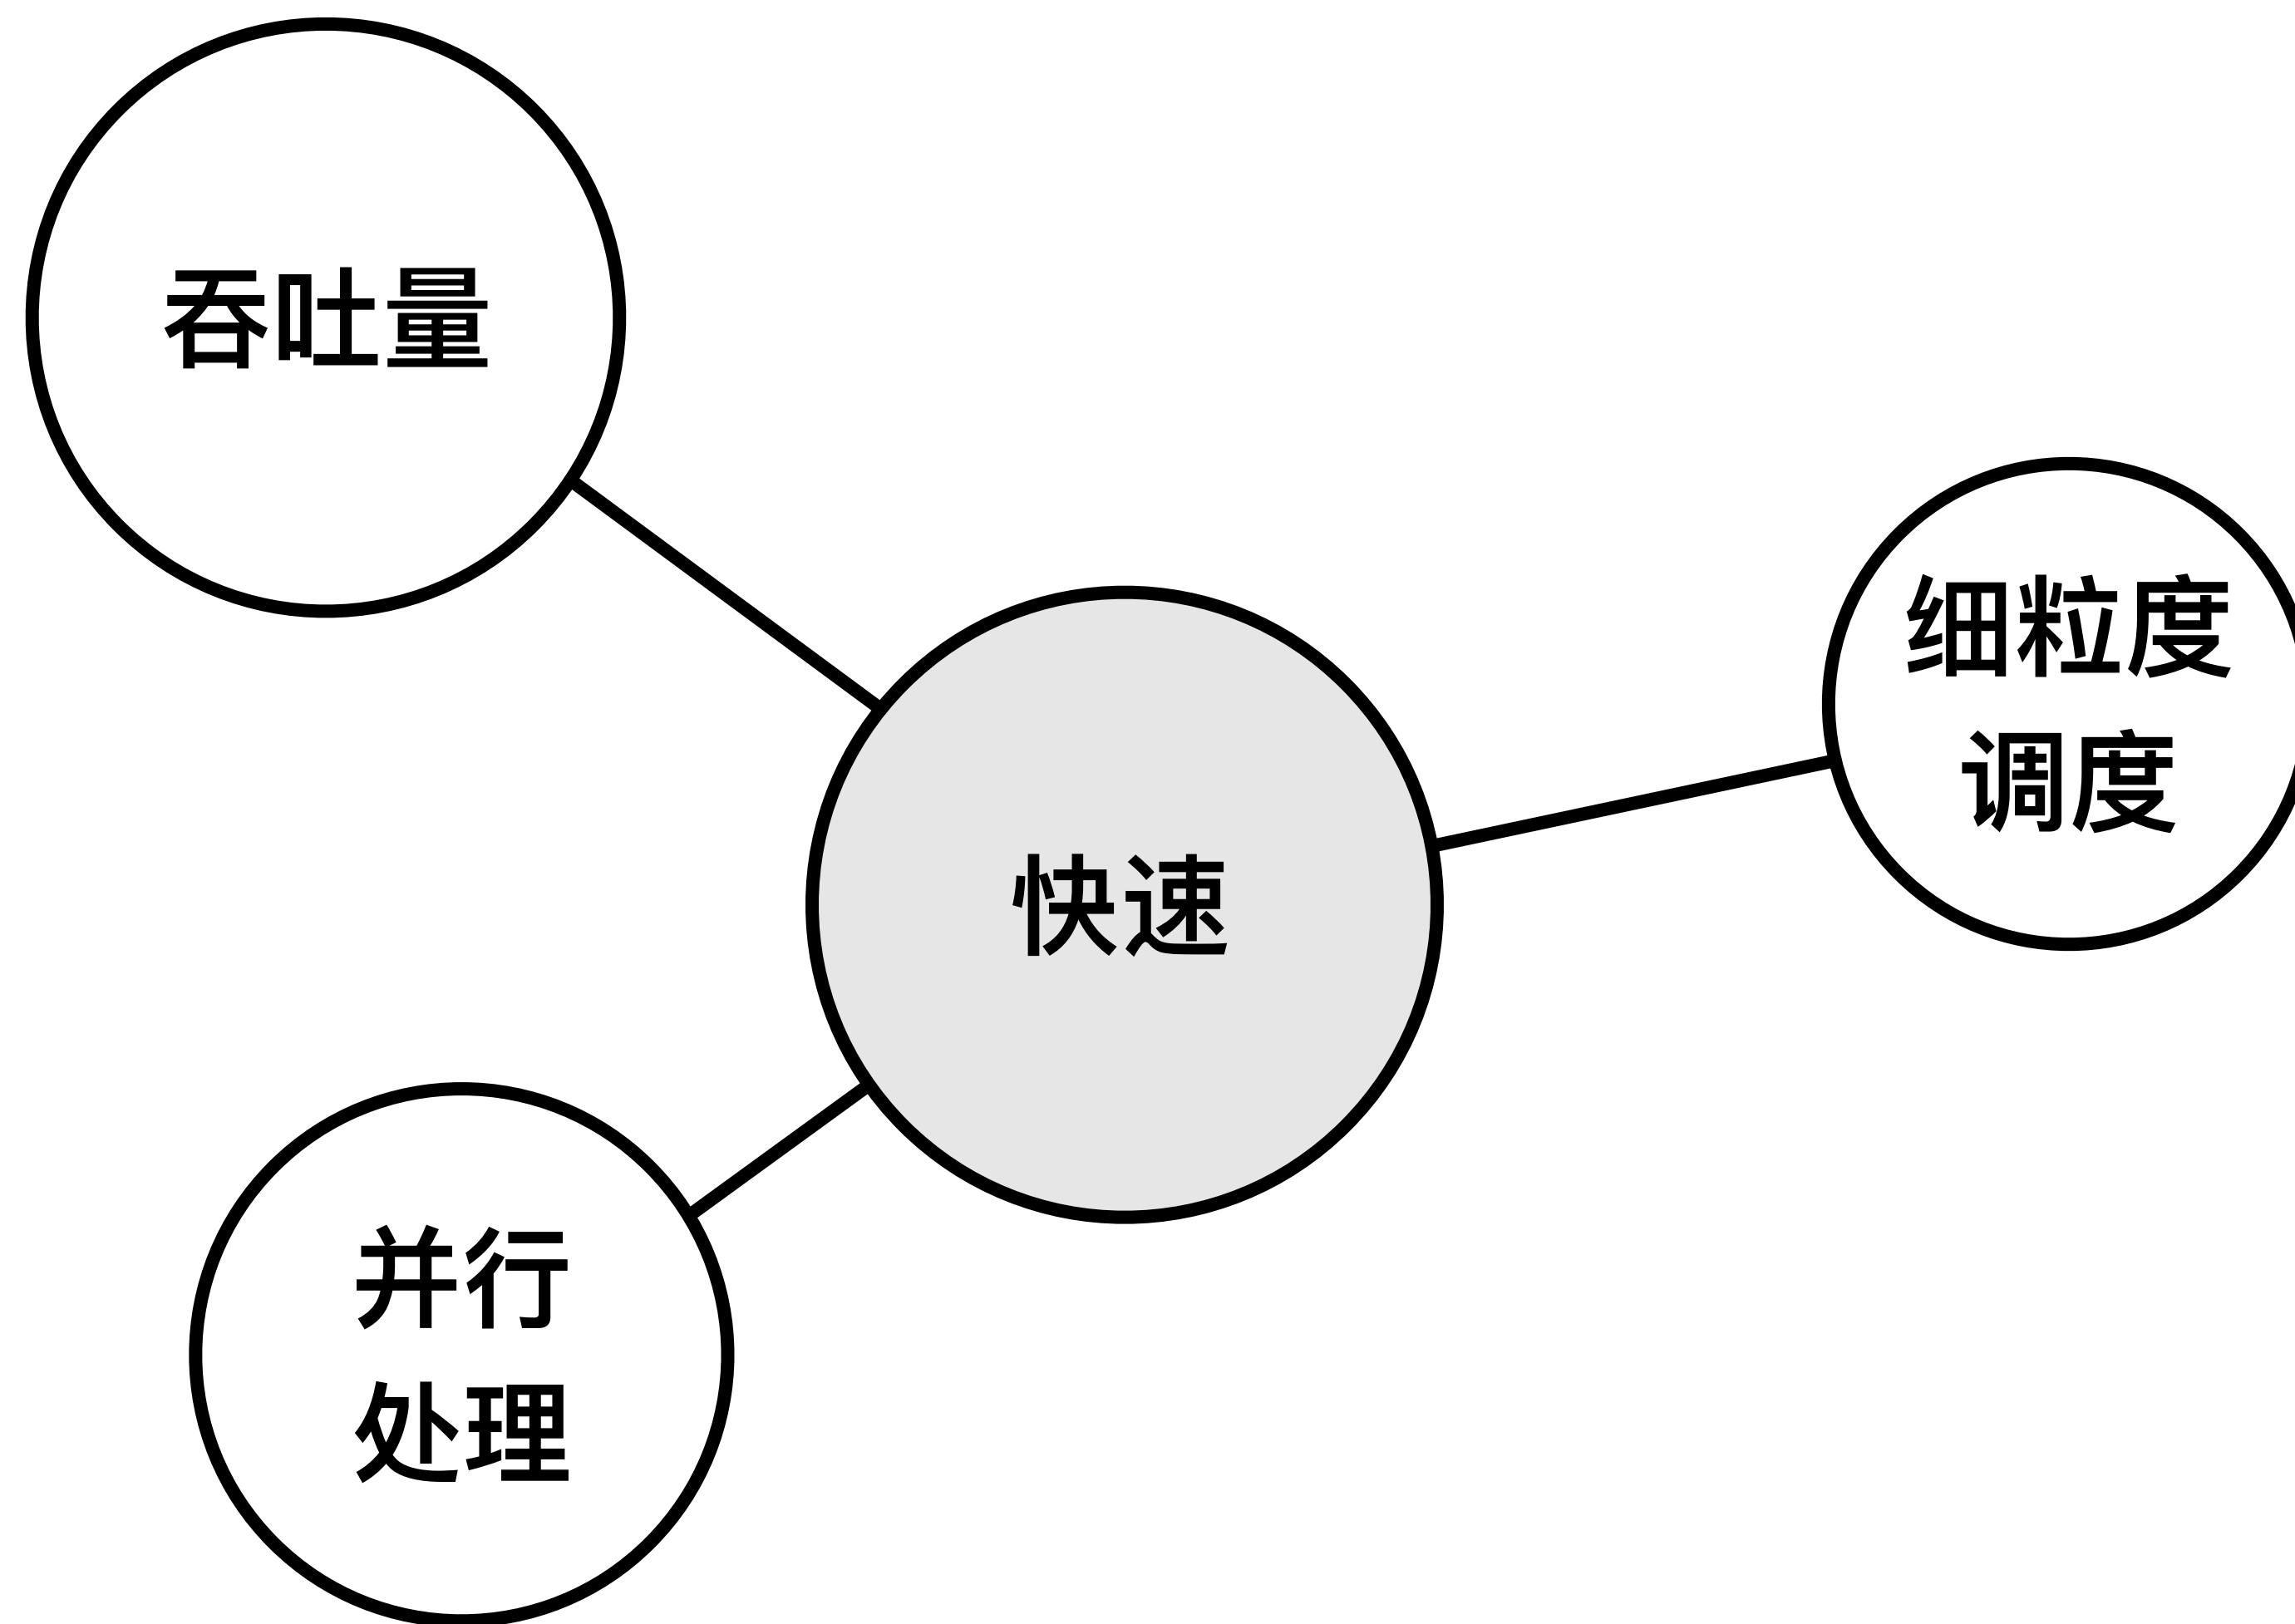 吞吐量
细粒度
调度
快速
并行
处理